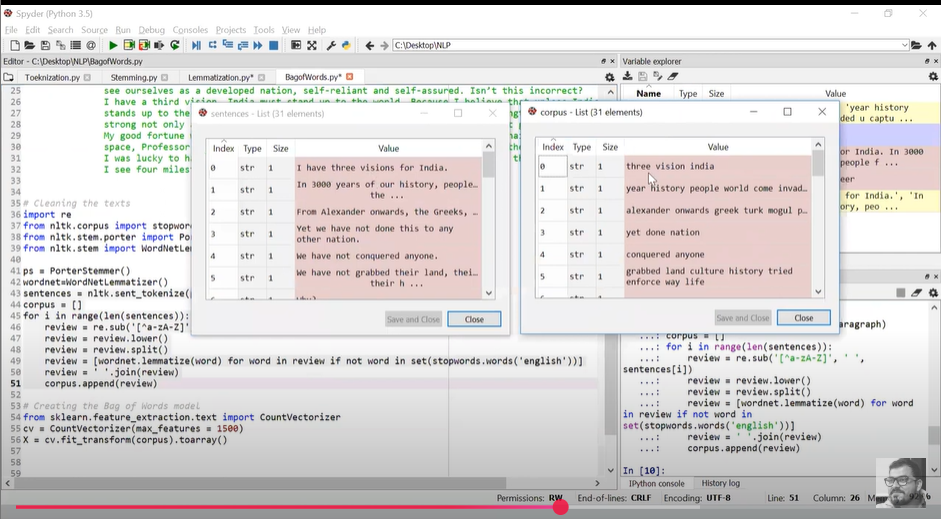 Spyder (Python 3.5)
File Edit Search Source Run Debug Consoles Projects Tools View Help
C:\Desktop\NLP
Editor - C:\Desktop\NLP\BagofWords.py
Toeknization.py Stemming.py Lemmatization.py* BagofWords.py*
25 see ourselves as a developed nation, self-reliant and self-assured. Isn't this incorrect?
26 I have a third vision. India must stand up to the world. Because I believe that
27 stands up to the
28 strong not only
29 My good fortune
30 space, Professor
31 I was lucky to ha
32 I see four miles
33
34
35 # CLeaning the texts
36 import re
37 from nltk.corpus import stopwor
38 from nltk.stem.porter import Po
39 from nltk.stem import WordNetLe
40
41 ps = PorterStemmer()
42 wordnet=WordNetLemmatizer()
43 sentences = nltk.sent_tokenize(
44 corpus = []
45 for i in range(len(sentences)):
46 review = re.sub('[^a-zA-Z]'
47 review = review.lower()
48 review = review.split()
49 review = [wordnet.lemmatize(word) for word in review if not word in set(stopwords.words('english'))]
50 review = ' '.join(review)
51 corpus.append(review)
52
53 # Creating the Bag of Words model
54 from sklearn.feature_extraction.text import CountVectorizer
55 cv = CountVectorizer(max_features = 1500)
56 X = cv.fit_transform(corpus).toarray()
57
58
59
sentences - List (31 elements)
Index Type Size Value
0 str 1 I have three visions for India.
1 str 1 In 3000 years of our history, people…
the ...
2 str 1 From Alexander onwards, the Greeks, …
3 str 1 Yet we have not done this to any
other nation.
4 str 1 We have not conquered anyone.
5 str 1 We have not grabbed their land, thei…
their h ...
Save and Close Close
corpus - List (31 elements)
Index Type Size Value
0 str 1 three vision india
1 str 1 year history people world come invad…
2 str 1 alexander onwards greek turk mogul p…
3 str 1 yet done nation
4 str 1 conquered anyone
5 str 1 grabbed land culture history tried
enforce way life
Save and Close Close
Variable explorer
Name Type Size Value
'year history
ded u captu ...
or India. In 3000
people f ...
eer
for India.', 'In
ory, peo ...
aragraph)
...: corpus = []
...: for i in range(len(sentences)):
...: review = re.sub('[^a-zA-Z]', ' ',
sentences[i])
...: review = review.lower()
...: review = review.split()
...: review = [wordnet.lemmatize(word) for word
in review if not word in
set(stopwords.words('english'))]
...: review = ' '.join(review)
...: corpus.append(review)
In [10]:
IPython console History log
Permissions: RW End-of-lines: CRLF Encoding: UTF-8 Line: 51 Column: 26